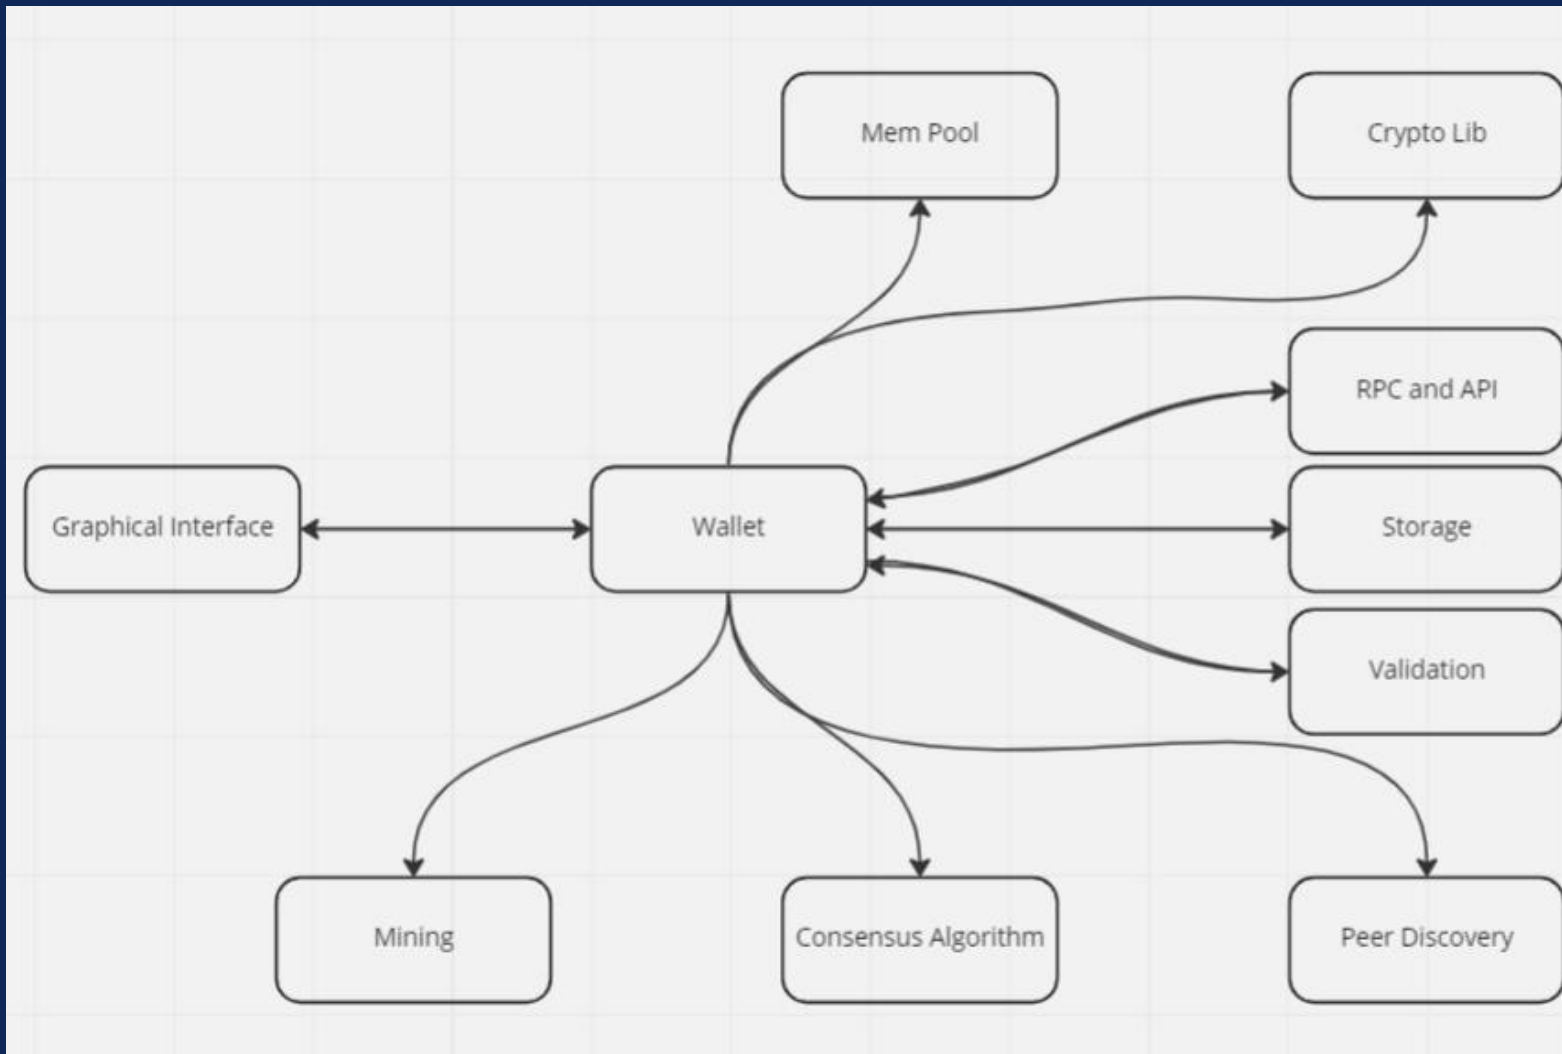 Mem Pool
Crypto Lib
RPC and API
Graphical Interface
Wallet
Storage
Validation
Mining
Consensus Algorithm
Peer Discovery